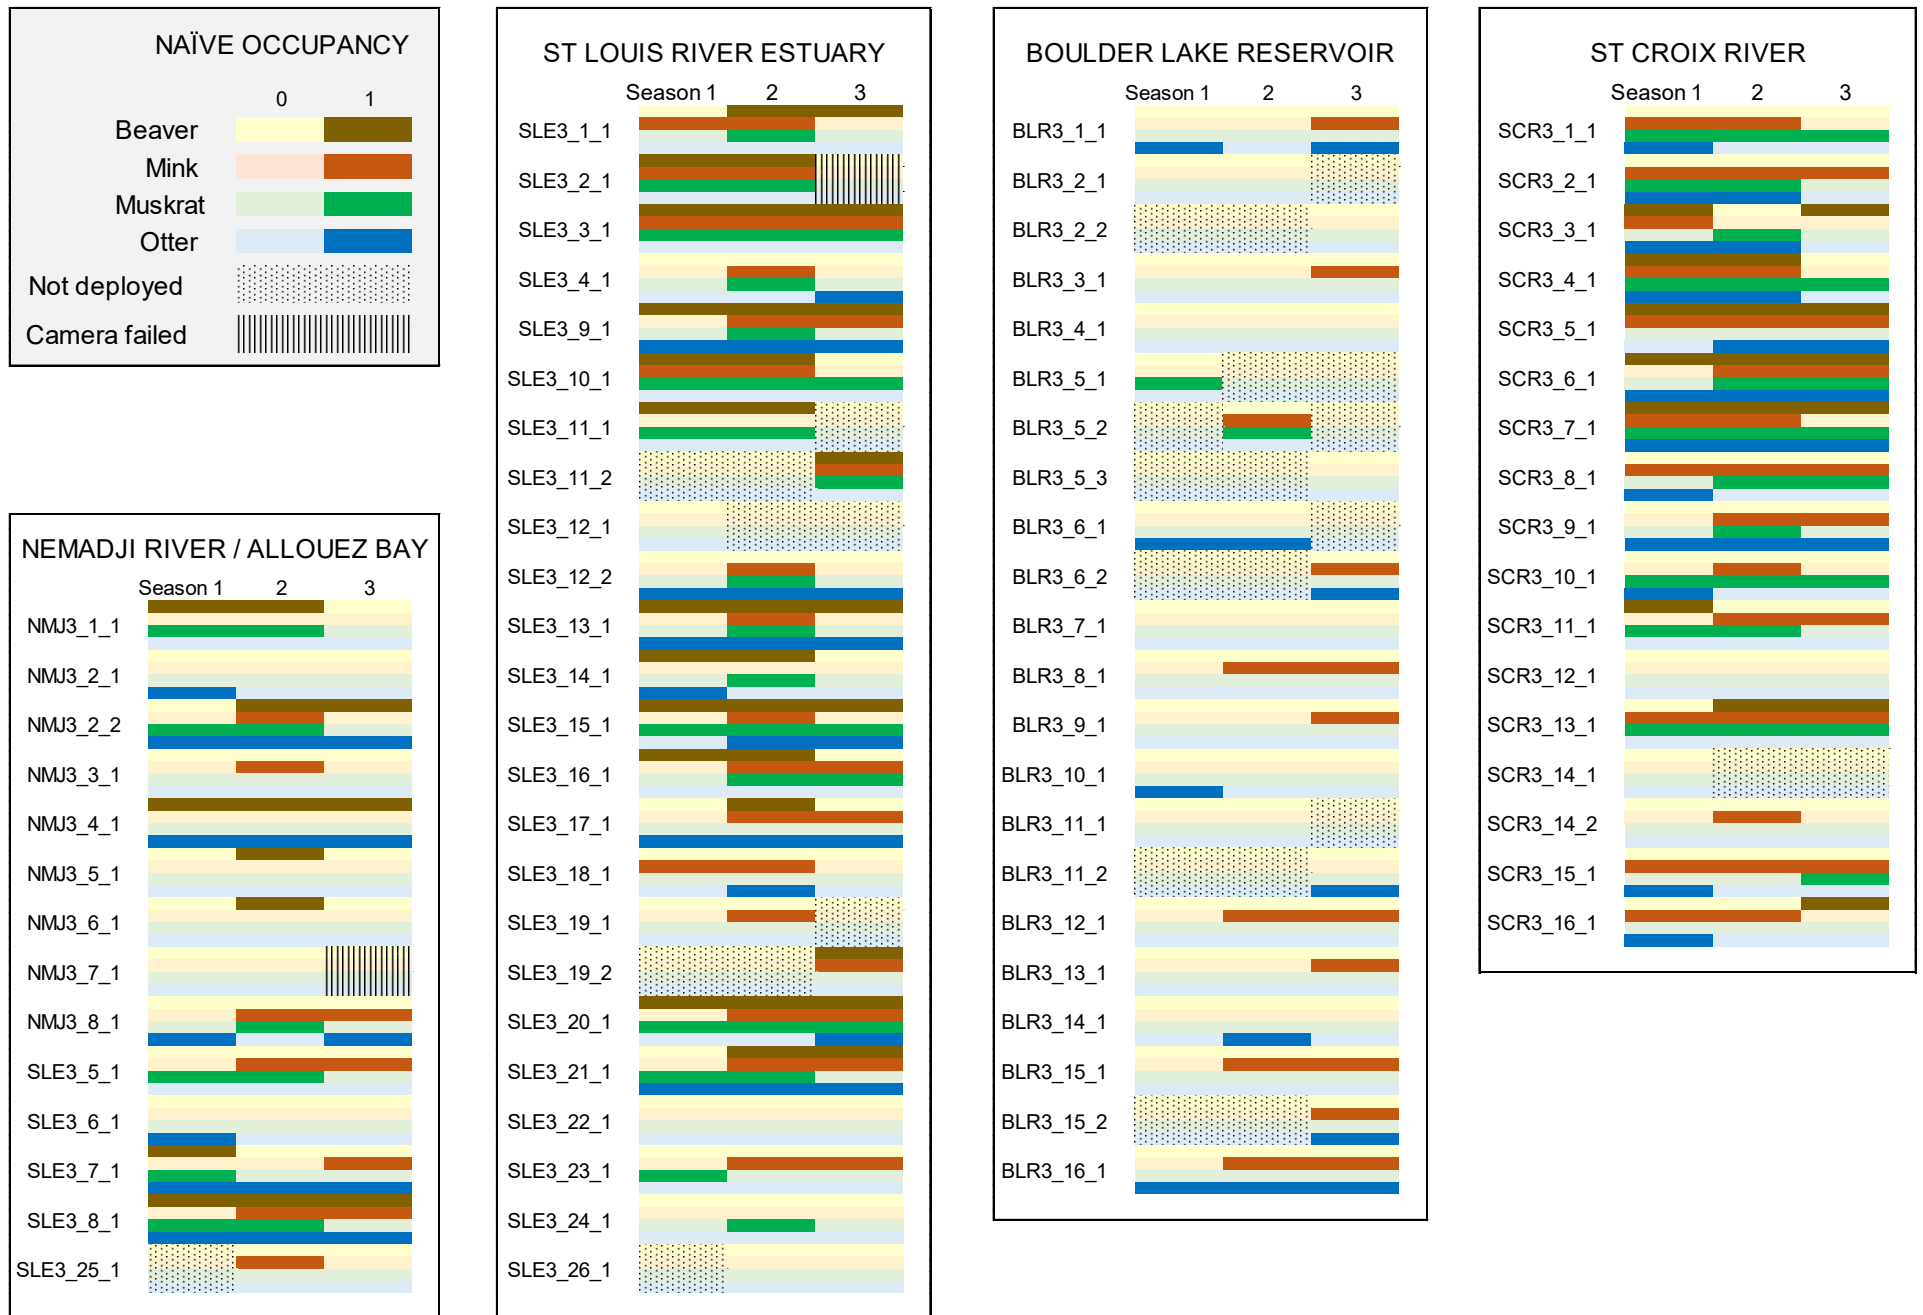 NAÏVE OCCUPANCY
0 1
Beaver
Mink
Muskrat
Otter
Not deployed
Camera failed
NEMADJI RIVER / ALLOUEZ BAY
Season 1 2 3
NMJ3_1_1
NMJ3_2_1
NMJ3_2_2
NMJ3_3_1
NMJ3_4_1
NMJ3_5_1
NMJ3_6_1
NMJ3_7_1
NMJ3_8_1
SLE3_5_1
SLE3_6_1
SLE3_7_1
SLE3_8_1
SLE3_25_1
ST LOUIS RIVER ESTUARY
Season 1 2 3
SLE3_1_1
SLE3_2_1
SLE3_3_1
SLE3_4_1
SLE3_9_1
SLE3_10_1
SLE3_11_1
SLE3_11_2
SLE3_12_1
SLE3_12_2
SLE3_13_1
SLE3_14_1
SLE3_15_1
SLE3_16_1
SLE3_17_1
SLE3_18_1
SLE3_19_1
SLE3_19_2
SLE3_20_1
SLE3_21_1
SLE3_22_1
SLE3_23_1
SLE3_24_1
SLE3_26_1
BOULDER LAKE RESERVOIR
Season 1 2 3
BLR3_1_1
BLR3_2_1
BLR3_2_2
BLR3_3_1
BLR3_4_1
BLR3_5_1
BLR3_5_2
BLR3_5_3
BLR3_6_1
BLR3_6_2
BLR3_7_1
BLR3_8_1
BLR3_9_1
BLR3_10_1
BLR3_11_1
BLR3_11_2
BLR3_12_1
BLR3_13_1
BLR3_14_1
BLR3_15_1
BLR3_15_2
BLR3_16_1
ST CROIX RIVER
Season 1 2 3
SCR3_1_1
SCR3_2_1
SCR3_3_1
SCR3_4_1
SCR3_5_1
SCR3_6_1
SCR3_7_1
SCR3_8_1
SCR3_9_1
SCR3_10_1
SCR3_11_1
SCR3_12_1
SCR3_13_1
SCR3_14_1
SCR3_14_2
SCR3_15_1
SCR3_16_1